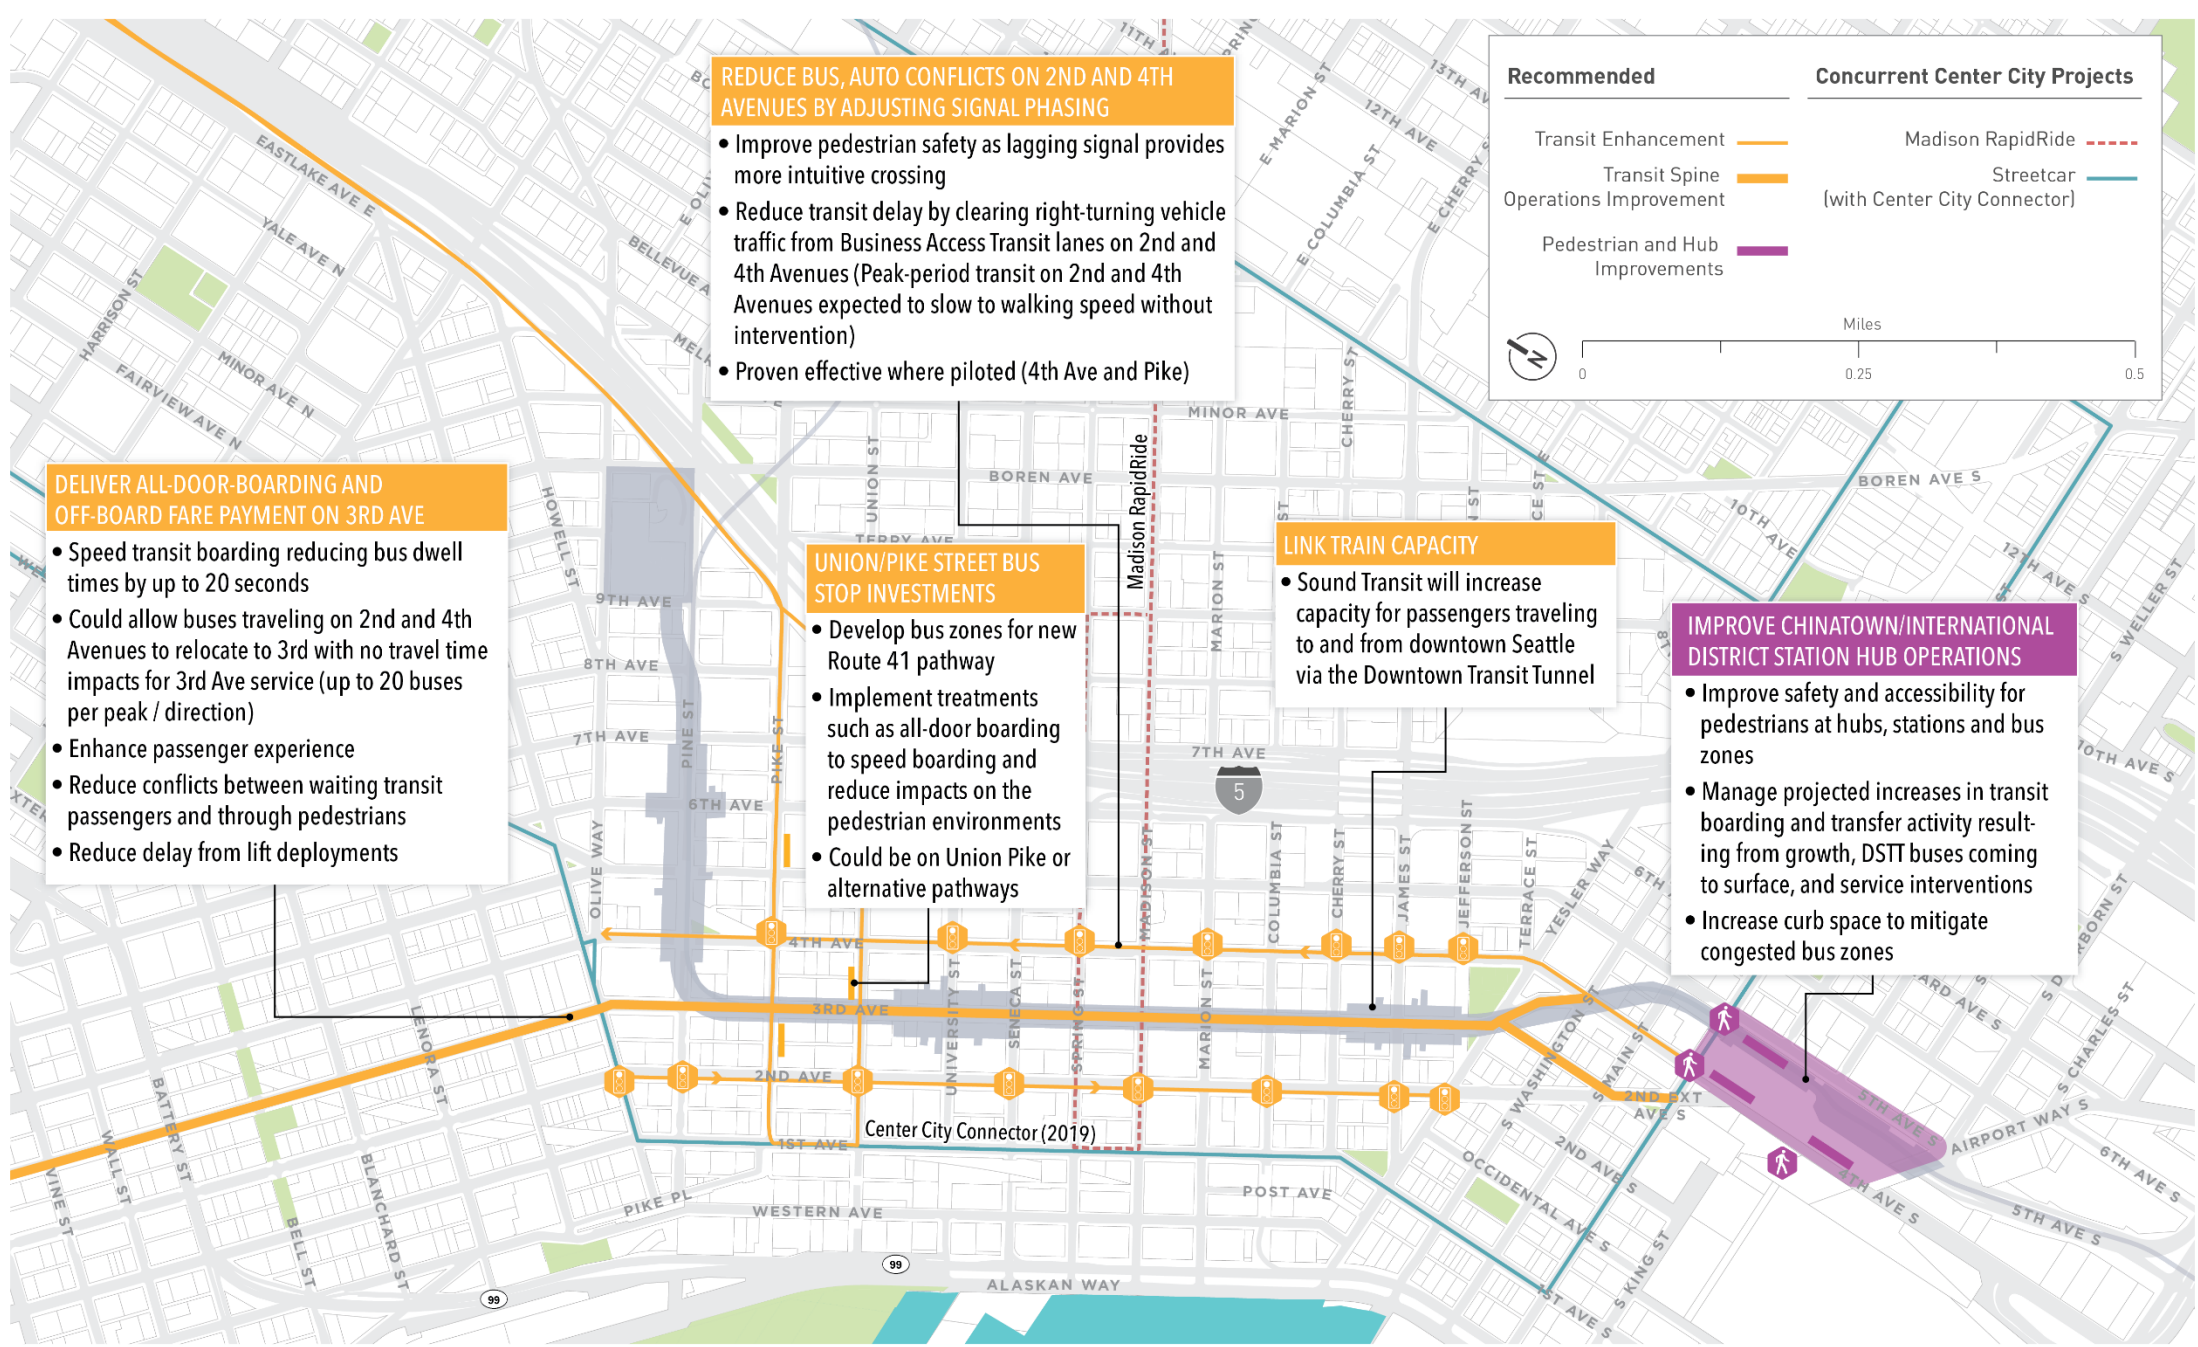 REDUCE BUS, AUTO CONFLICTS ON 2ND AND 4TH
AVENUES BY ADJUSTING SIGNAL PHASING
• Improve pedestrian safety as lagging signal provides
more intuitive crossing
• Reduce transit delay by clearing right-turning vehicle
traffic from Business Access Transit lanes on 2nd and
4th Avenues (Peak-period transit on 2nd and 4th
Avenues expected to slow to walking speed without
intervention)
• Proven effective where piloted (4th Ave and Pike)
Recommended
Transit Enhancement
Transit Spine
Operations Improvement
Pedestrian and Hub
Improvements
Concurrent Center City Projects
Madison RapidRide
Streetcar
(with Center City Connector)
Miles
N
0
0.25
0.5
DELIVER ALL-DOOR-BOARDING AND
OFF-BOARD FARE PAYMENT ON 3RD AVE
• Speed transit boarding reducing bus dwell
times by up to 20 seconds
• Could allow buses traveling on 2nd and 4th
Avenues to relocate to 3rd with no travel time
impacts for 3rd Ave service (up to 20 buses
per peak / direction)
• Enhance passenger experience
• Reduce conflicts between waiting transit
passengers and through pedestrians
• Reduce delay from lift deployments
UNION/PIKE STREET BUS
STOP INVESTMENTS
• Develop bus zones for new
Route 41 pathway
• Implement treatments
such as all-door boarding
to speed boarding and
reduce impacts on the
pedestrian environments
• Could be on Union Pike or
alternative pathways
LINK TRAIN CAPACITY
• Sound Transit will increase
capacity for passengers traveling
to and from downtown Seattle
via the Downtown Transit Tunnel
IMPROVE CHINATOWN/INTERNATIONAL
DISTRICT STATION HUB OPERATIONS
• Improve safety and accessibility for
pedestrians at hubs, stations and bus
zones
• Manage projected increases in transit
boarding and transfer activity result-
ing from growth, DSTT buses coming
to surface, and service interventions
• Increase curb space to mitigate
congested bus zones
11TH
13TH AV
12TH AVE
E MARION ST
E COLUMBIA ST
E CHERRY S
EASTLAKE AVE E
YALE AVE N
HARRISON ST
MINOR AVE N
FAIRVIEW AVE N
BELLEVUE A
E OLI
MINOR AVE
CHERRY ST
BOREN AVE
UNION ST
TERRY AVE
Madison RapidRide
BOREN AVE S
10TH AVE
12TH AVE S
S WELLER ST
10TH AVE S
HOWELL ST
9TH AVE
8TH AVE
7TH AVE
6TH AVE
PINE ST
PIKE ST
MARION ST
7TH AVE
5
OLIVE WAY
4TH AVE
3RD AVE
2ND AVE
1ST AVE
UNIVERSITY ST
SENECA ST
SPRING ST
MADISON ST
MARION ST
COLUMBIA ST
CHERRY ST
JAMES ST
JEFFERSON ST
TERRACE ST
YESLER WAY
6TH
S WASHINGTON ST
S MAIN ST
2ND EXT
AVE S
Center City Connector (2019)
LENORA ST
BATTERY ST
WALL ST
VINE ST
BLANCHARD ST
BELL ST
PIKE PL
WESTERN AVE
POST AVE
ALASKAN WAY
99
99
OCCIDENTAL AVE S
2ND AVE S
1ST AVE S
S KING ST
4TH AVE S
5TH AVE S
5TH AVE S
6TH AVE S
AIRPORT WAY S
S CHARLES ST
ARD AVE S